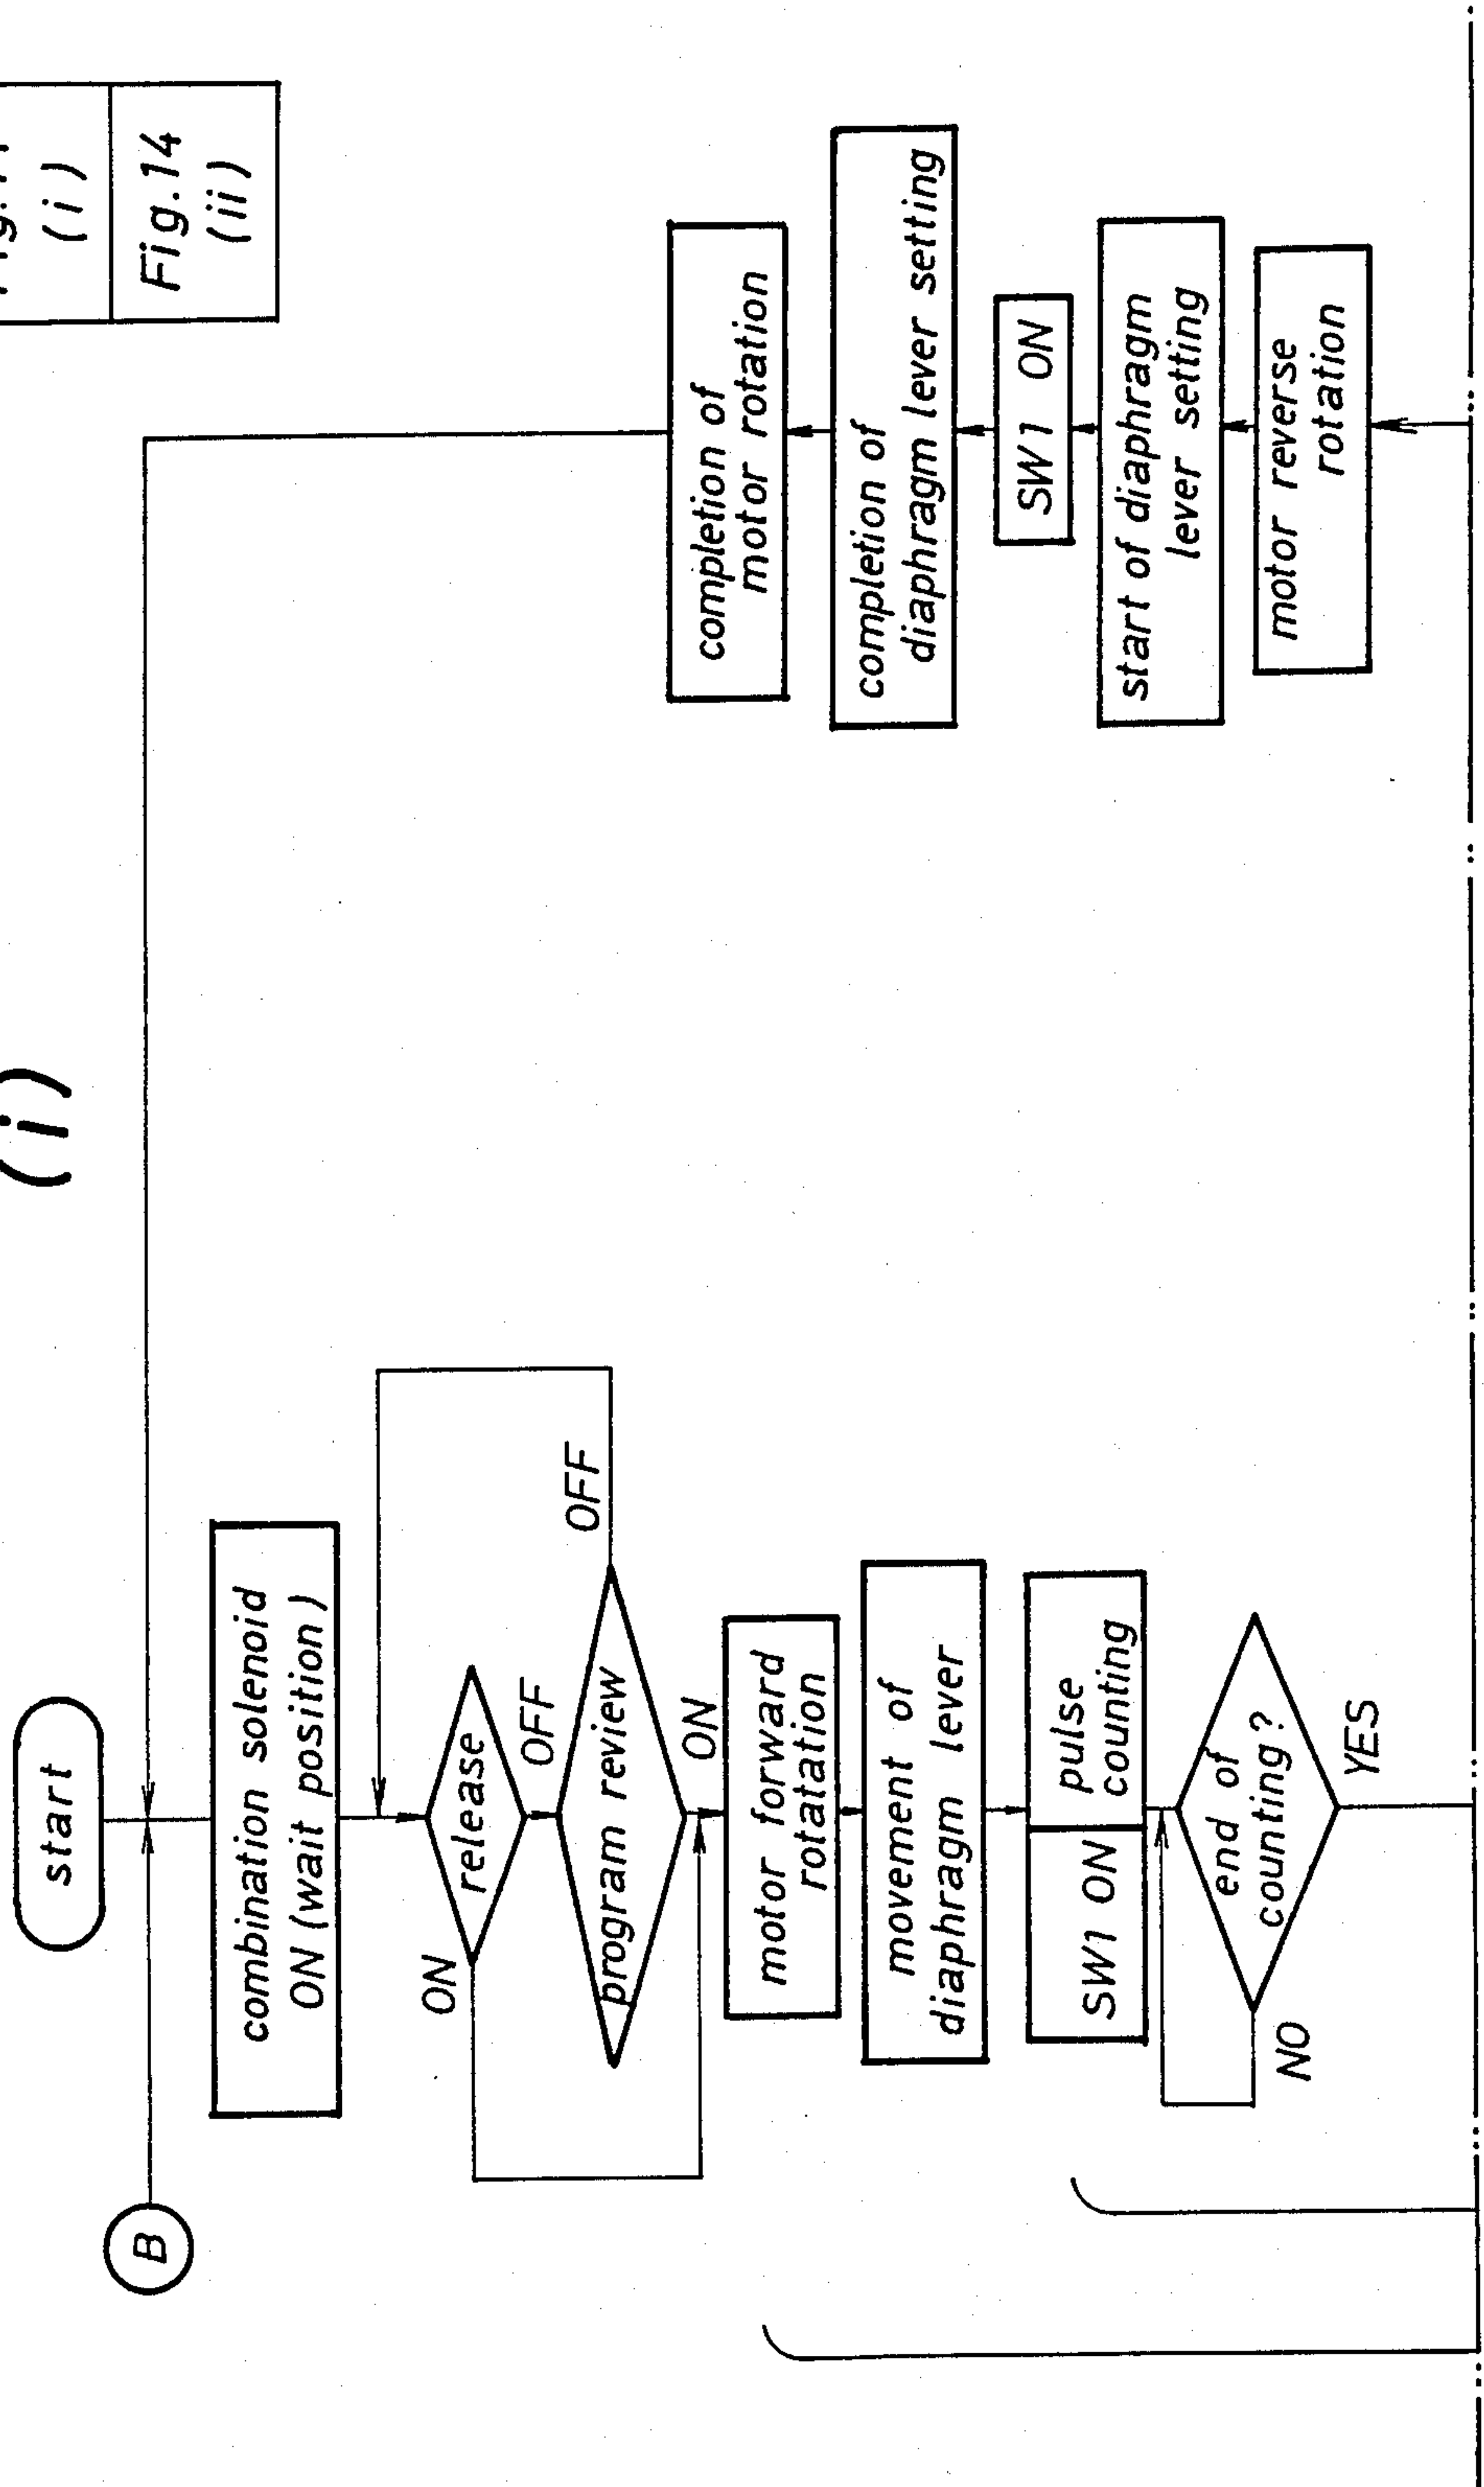 (i)
(i)
Fig.14
(ii)
start
B
combination solenoid
ON (wait position)
release
ON
OFF
program review
OFF
ON
motor forward
rotatation
movement of
diaphragm lever
SW1 ON
pulse
counting
end of
counting?
NO
YES
completion of
motor rotation
completion of
diaphragm lever setting
SW1 ON
start of diaphragm
lever setting
motor reverse
rotation